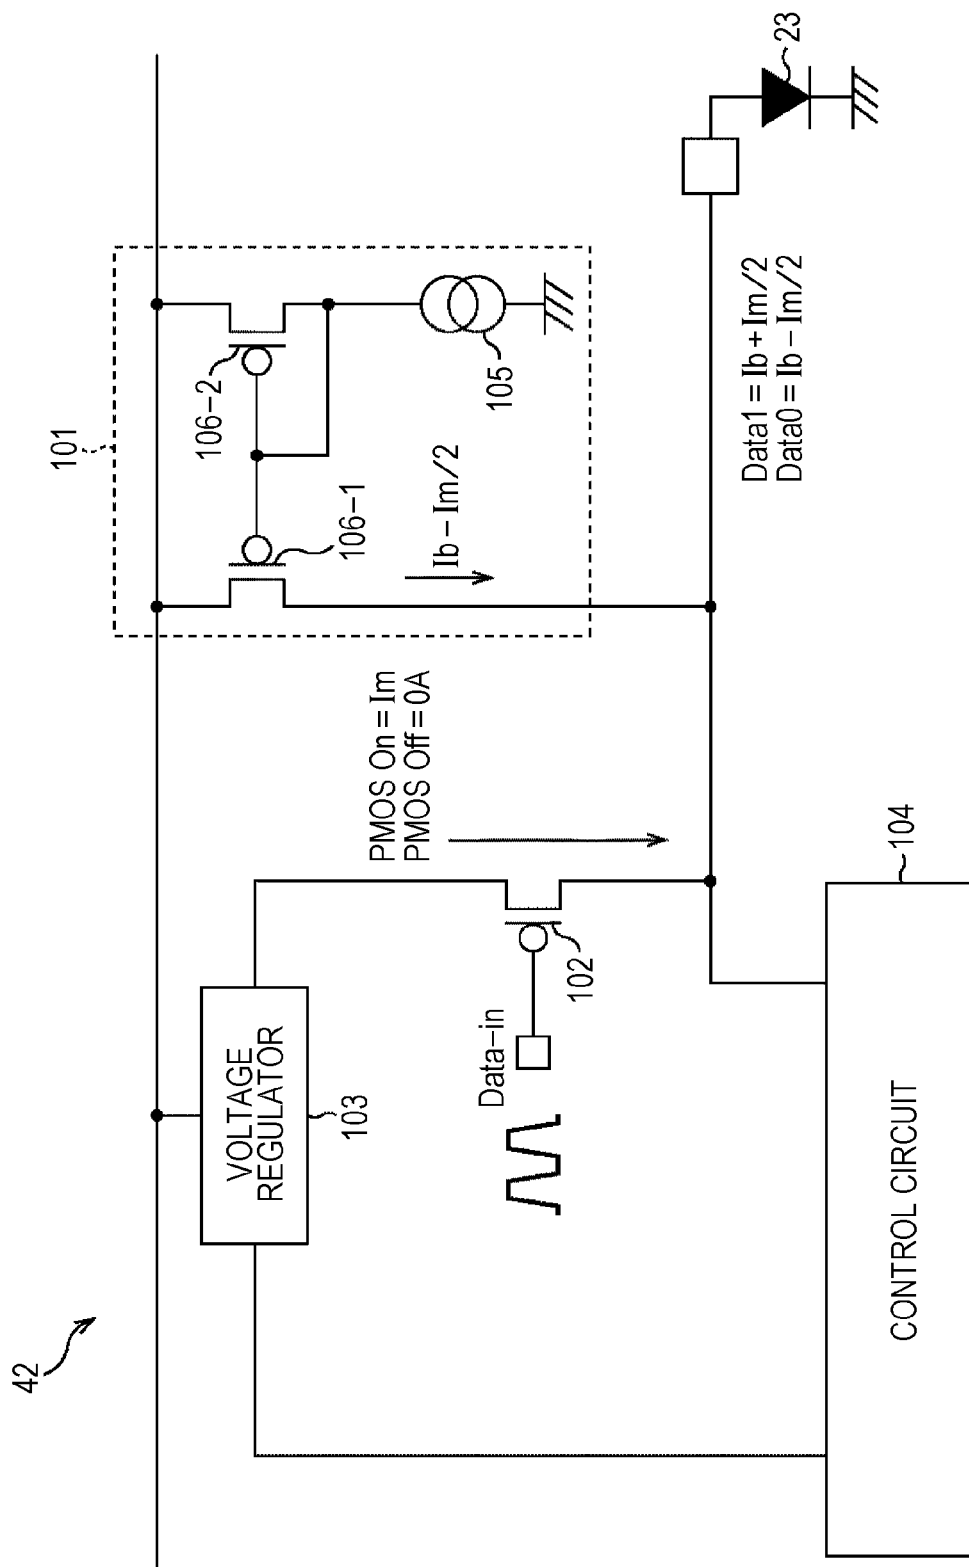 42
101
106-2
106-1
105
Ib-Im/2
23
VOLTAGE
REGULATOR
103
PMOS On=Im
PMOS Off=0A
Data-in
102
Data1=Ib+Im/2
Data0=Ib-Im/2
104
CONTROL CIRCUIT